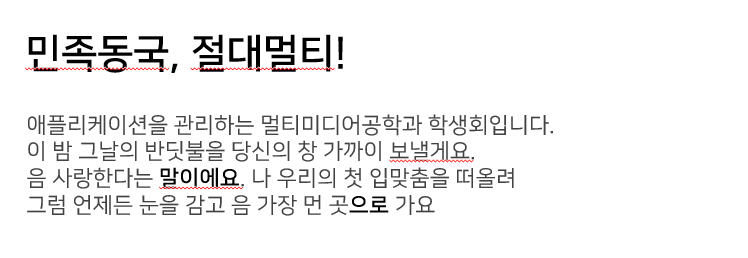 민족동국, 절대멀티!
애플리케이션을 관리하는 멀티미디어공학과 학생회입니다.
이 밤 그날의 반딧불을 당신의 창 가까이 보낼게요.
음 사랑한다는 말이에요. 나 우리의 첫 입맞춤을 떠올려
그럼 언제든 눈을 감고 음 가장 먼 곳으로 가요